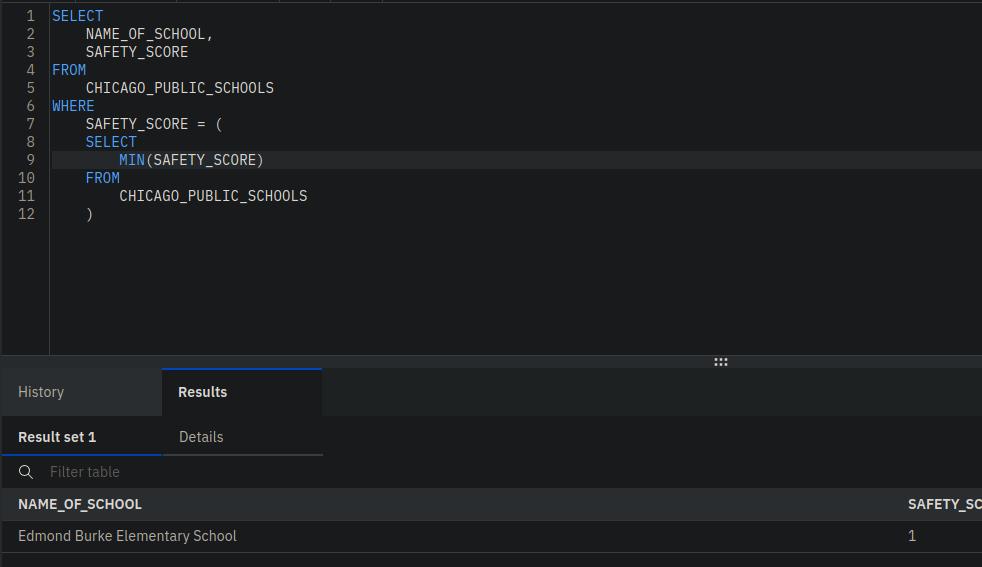 1 SELECT
2 NAME_OF_SCHOOL,
3 SAFETY_SCORE
4 FROM
5 CHICAGO_PUBLIC_SCHOOLS
6 WHERE
7 SAFETY_SCORE = (
8 SELECT
9 MIN(SAFETY_SCORE)
10 FROM
11 CHICAGO_PUBLIC_SCHOOLS
12 )
History Results
Result set 1 Details
Filter table
NAME_OF_SCHOOL SAFETY_SC
Edmond Burke Elementary School 1